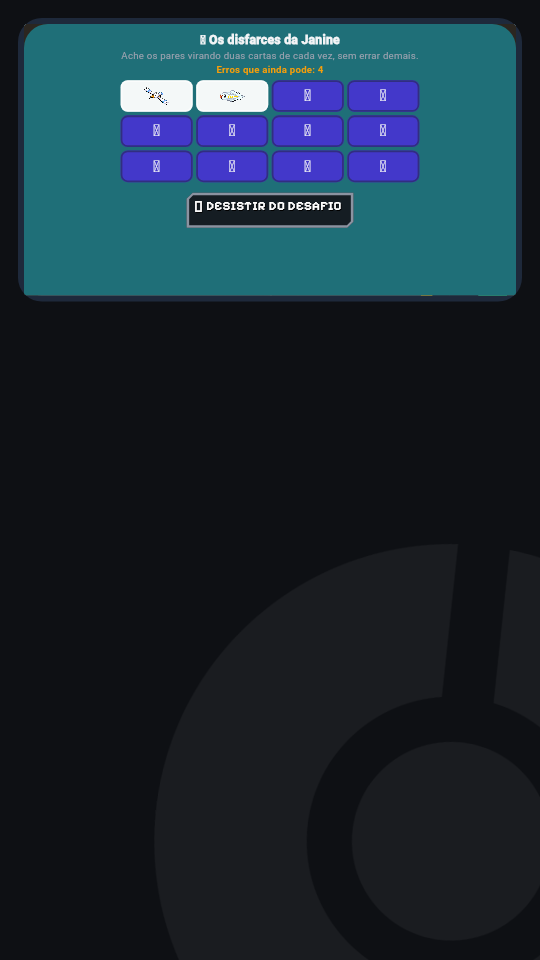 Os disfarces da Janine
Ache os pares virando duas cartas de cada vez, sem errar demais.
Erros que ainda pode: 4
DESISTIR DO DESAFIO